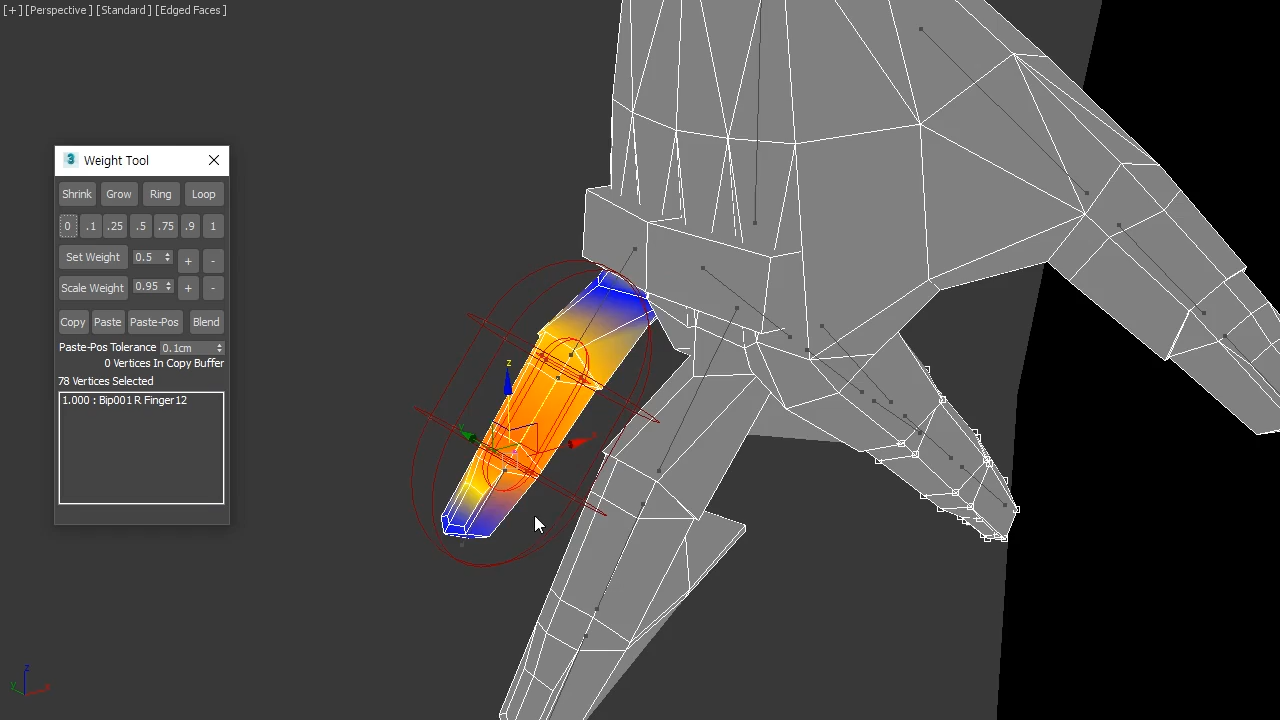 [+] [Perspective] [Standard] [Edged Faces]
3 Weight Tool
Shrink Grow Ring Loop
0 .1 .25 .5 .75 .9 1
Set Weight 0.5 + -
Scale Weight 0.95 + -
Copy Paste Paste-Pos Blend
Paste-Pos Tolerance 0.1cm
0 Vertices In Copy Buffer
78 Vertices Selected
1.000 : Bip001 R Finger12
z
x
y
z
y
x